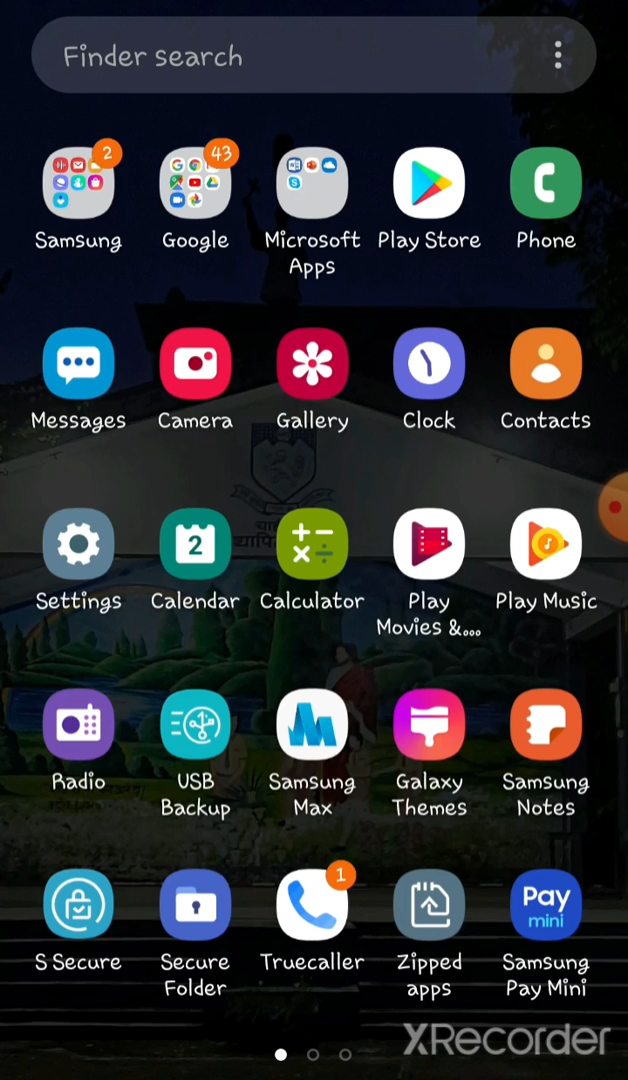 Finder search
2
43
Samsung
Google
Microsoft Apps
Play Store
Phone
Messages
Camera
Gallery
Clock
Contacts
2
Settings
Calendar
Calculator
Play Movies &...
Play Music
Radio
USB Backup
Samsung Max
Galaxy Themes
Samsung Notes
1
Pay
mini
S Secure
Secure Folder
Truecaller
Zipped apps
Samsung Pay Mini
XRecorder